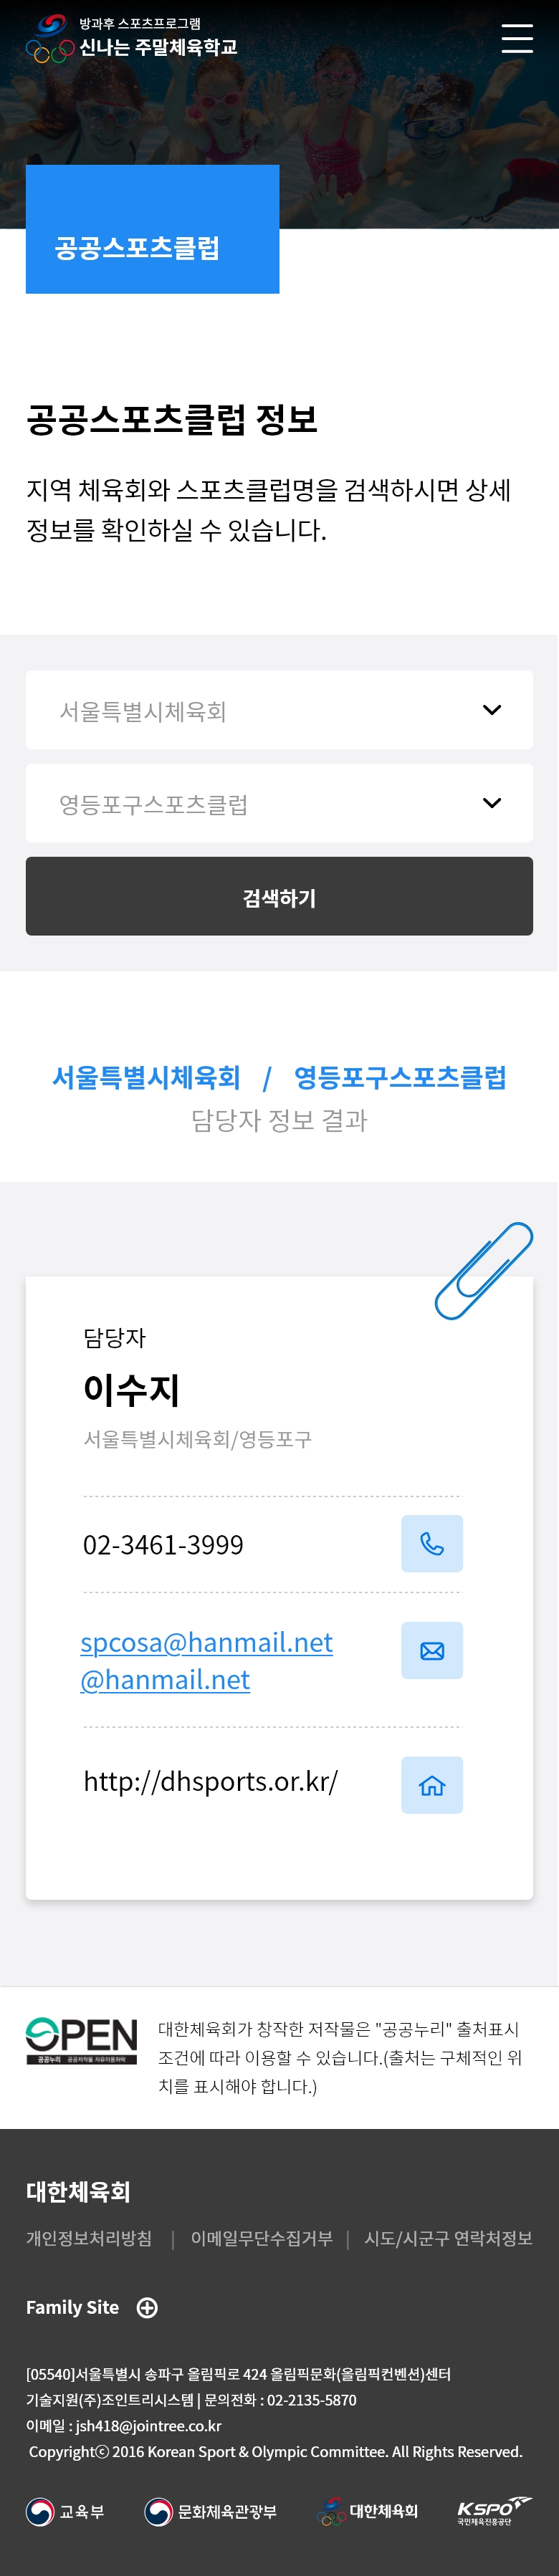 방과후 스포츠프로그램
신나는 주말체육학교
공공스포츠클럽
공공스포츠클럽 정보
지역 체육회와 스포츠클럽명을 검색하시면 상세
정보를 확인하실 수 있습니다.
서울특별시체육회
영등포구스포츠클럽
검색하기
서울특별시체육회 / 영등포구스포츠클럽
담당자 정보 결과
담당자
이수지
서울특별시체육회/영등포구
02-3461-3999
spcosa@hanmail.net
@hanmail.net
http://dhsports.or.kr/
OPEN
공공누리 공공저작물 자유이용허락
대한체육회가 창작한 저작물은 "공공누리" 출처표시
조건에 따라 이용할 수 있습니다.(출처는 구체적인 위
치를 표시해야 합니다.)
대한체육회
개인정보처리방침 | 이메일무단수집거부 | 시도/시군구 연락처정보
Family Site
[05540]서울특별시 송파구 올림픽로 424 올림픽문화(올림픽컨벤션)센터
기술지원(주)조인트리시스템 | 문의전화 : 02-2135-5870
이메일 : jsh418@jointree.co.kr
Copyrightⓒ 2016 Korean Sport & Olympic Committee. All Rights Reserved.
교육부 문화체육관광부 대한체육회 KSPO
국민체육진흥공단